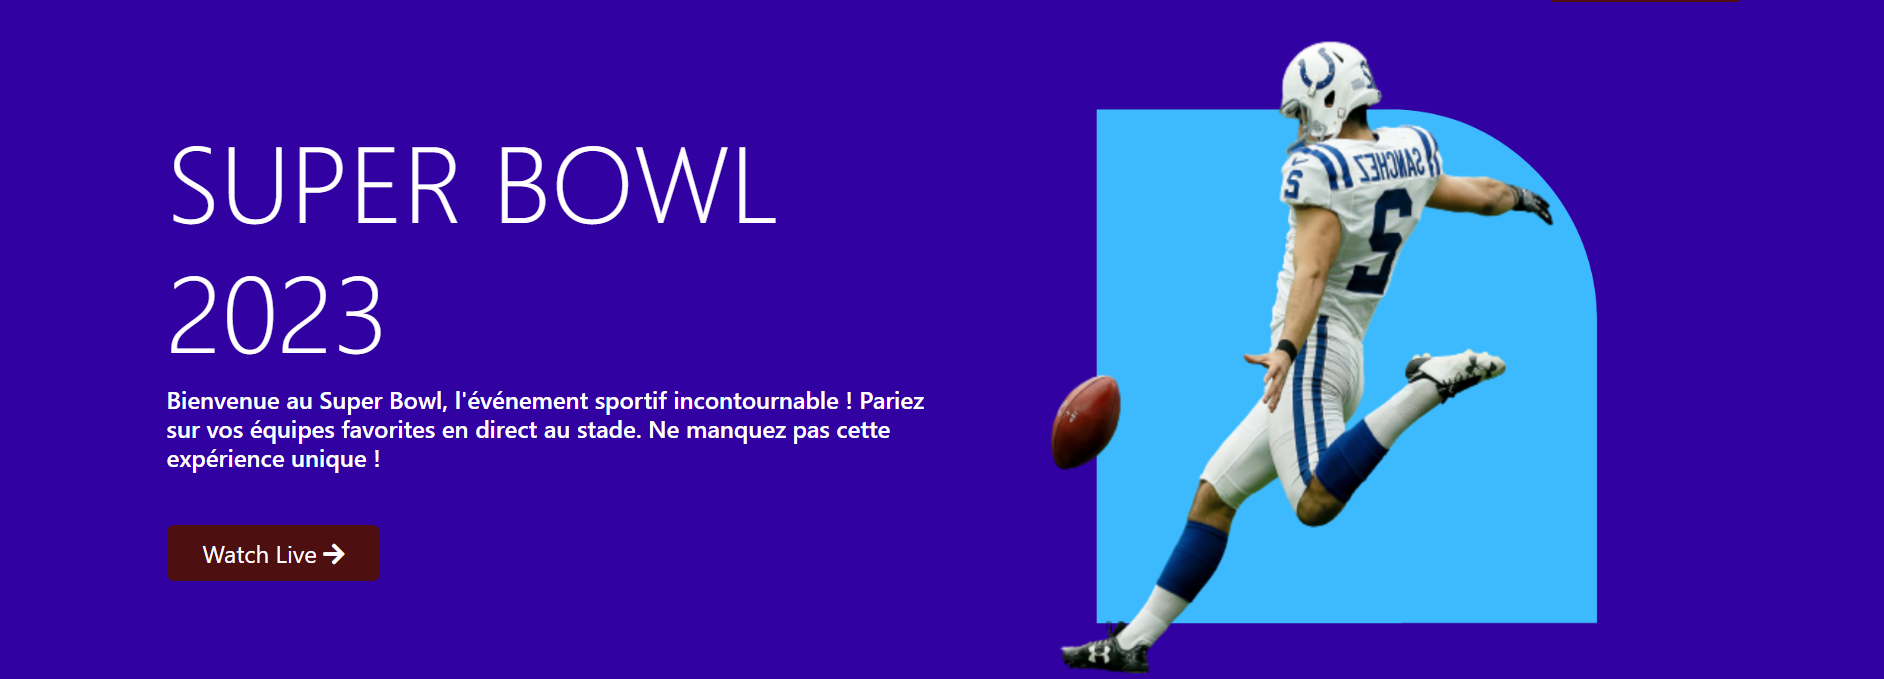 SUPER BOWL
2023
Bienvenue au Super Bowl, l'événement sportif incontournable ! Pariez
sur vos équipes favorites en direct au stade. Ne manquez pas cette
expérience unique !
Watch Live
SANCHEZ
5
5